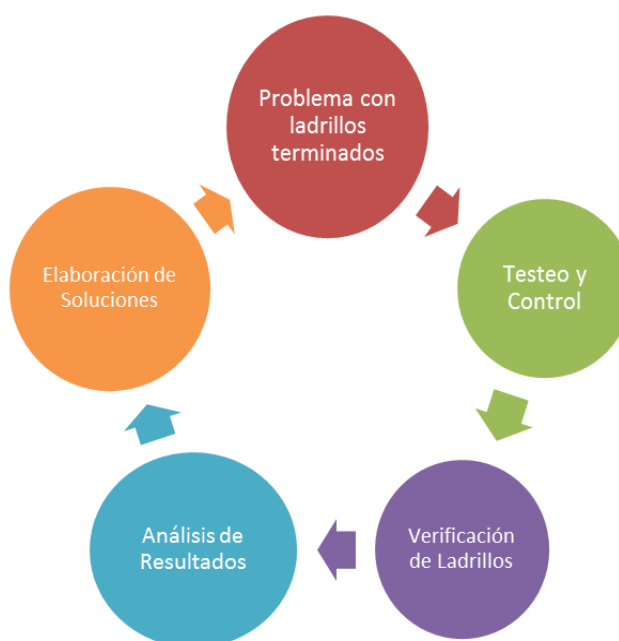 Problema con
ladrillos
terminados
Testeo y
Control
Verificación
de Ladrillos
Análisis de
Resultados
Elaboración de
Soluciones